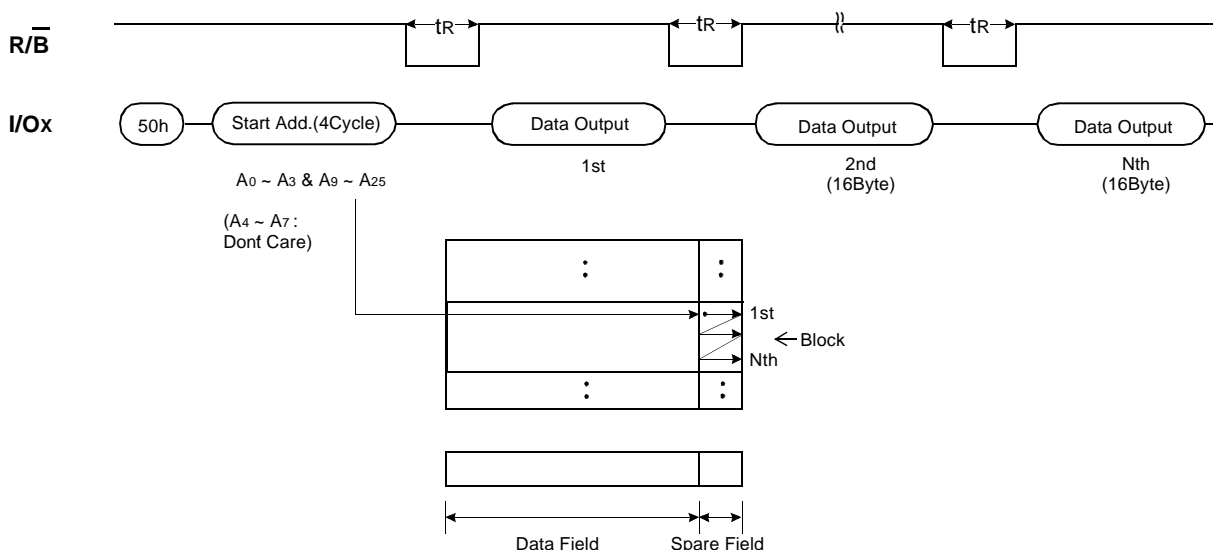 tR tR tR
R/B
I/Ox
50h Start Add.(4Cycle) Data Output Data Output Data Output
1st 2nd Nth
(16Byte) (16Byte)
A0 ~ A3 & A9 ~ A25
(A4 ~ A7 :
Dont Care)
1st
Block
Nth
Data Field Spare Field